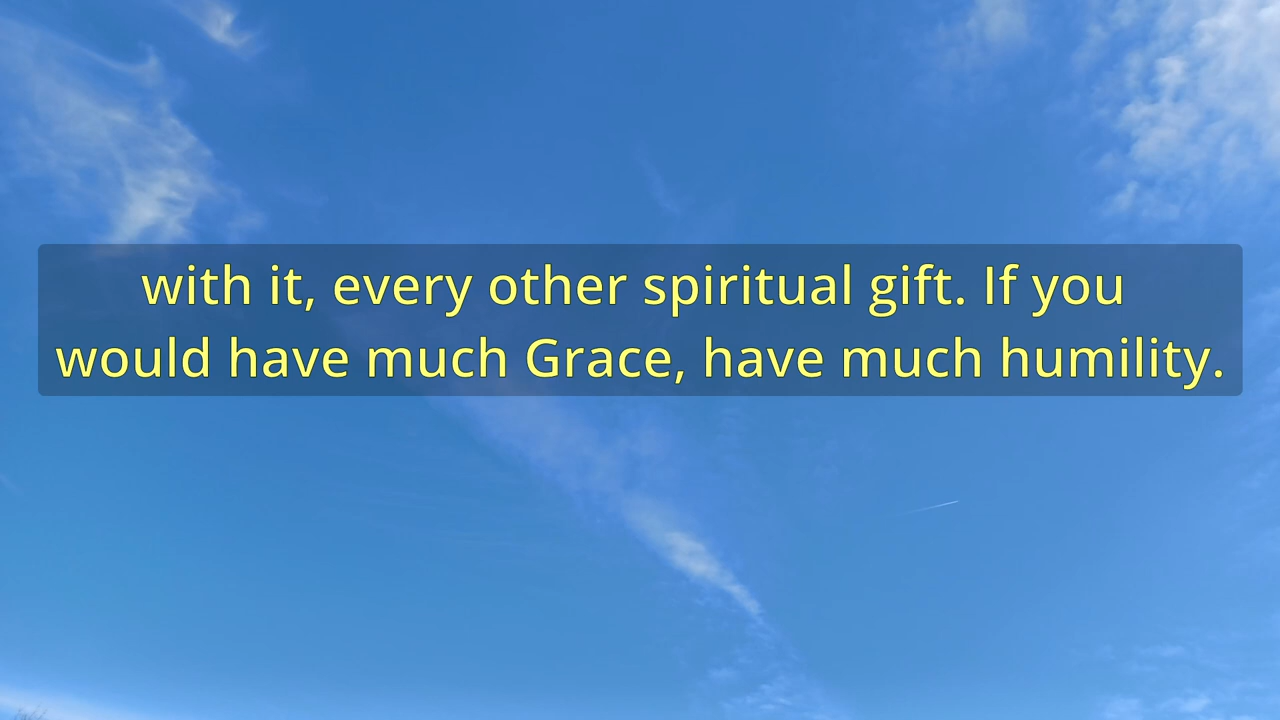 with it, every other spiritual gift. If you
would have much Grace, have much humility.